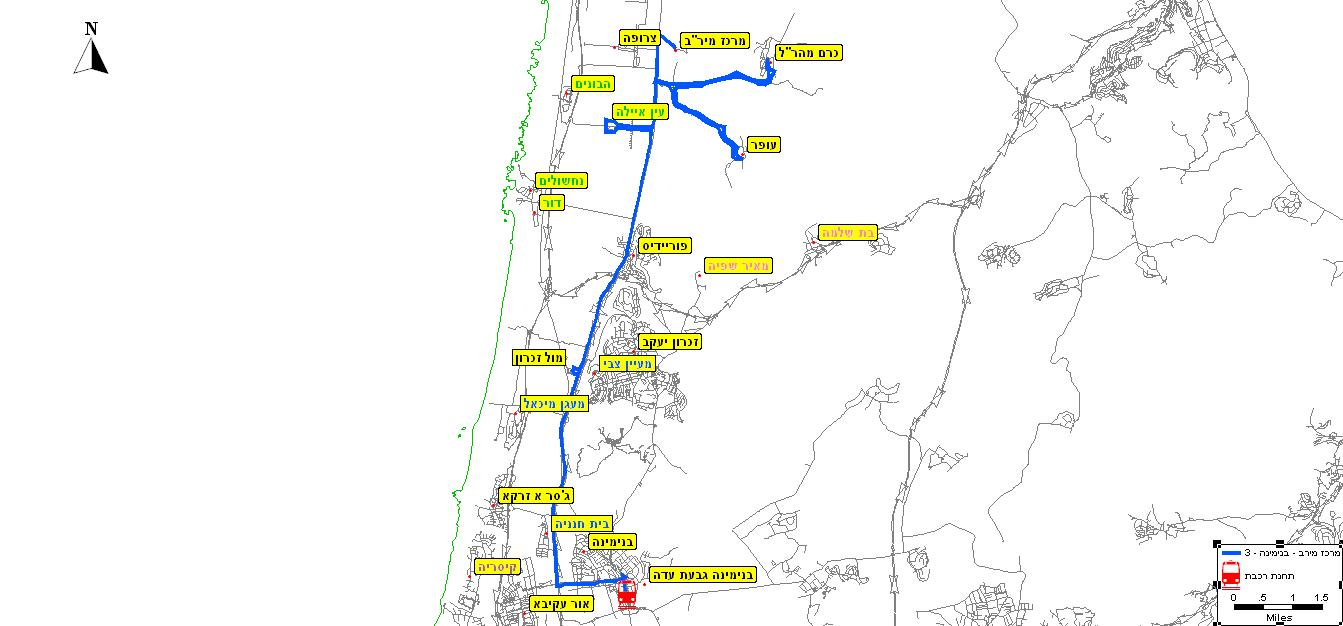 N
צרופה
מרכז מיר"ב
כרם מהר"ל
הבונים
עין איילה
עופר
נחשולים
דור
בת שלמה
פוריידיס
מאיר שפיה
זכרון יעקב
מול זכרון
מעיין צבי
מעגן מיכאל
ג'סר א זרקא
בית חנניה
בנימינה
קיסריה
בנימינה גבעת עדה
אור עקיבא
מרכז מירב - בנימינה - 3
תחנת רכבת
0 .5 1 1.5
Miles